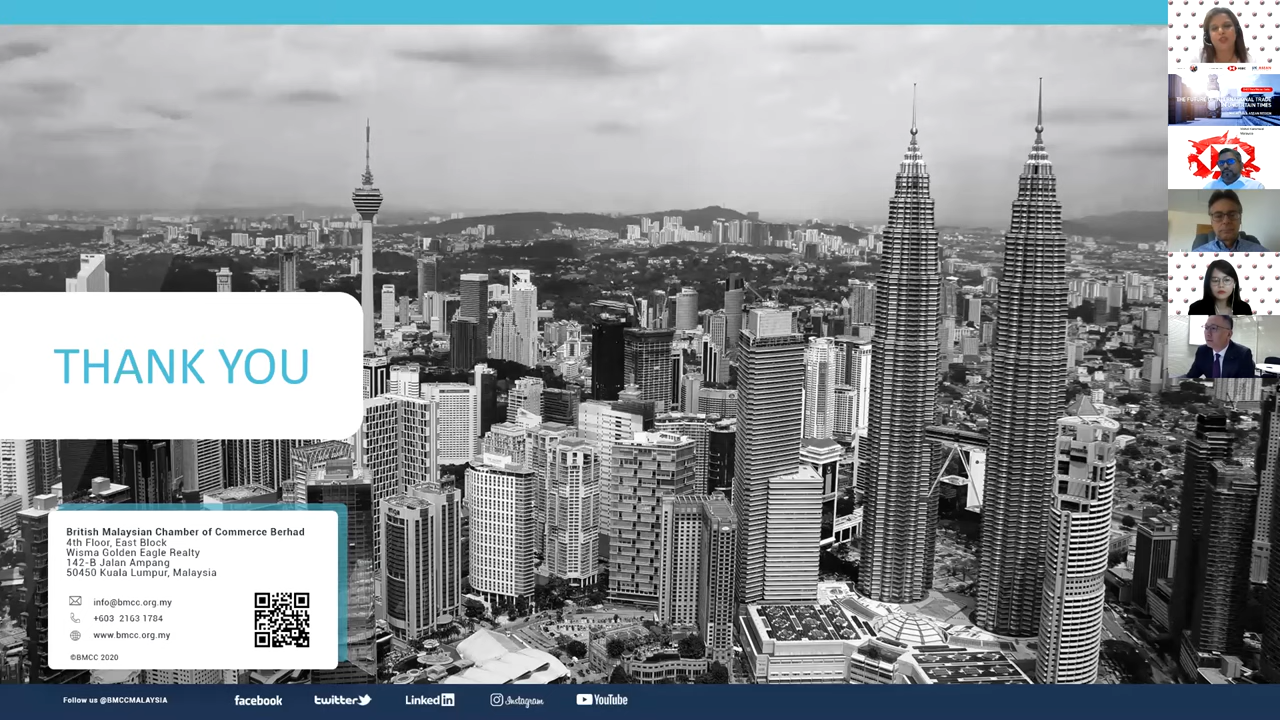 THANK YOU
British Malaysian Chamber of Commerce Berhad
4th Floor, East Block
Wisma Golden Eagle Realty
142-B Jalan Ampang
50450 Kuala Lumpur, Malaysia
info@bmcc.org.my
+603 2163 1784
www.bmcc.org.my
©BMCC 2020
Follow us @BMCCMALAYSIA
facebook
twitter
Linked in
Instagram
YouTube
HSBC